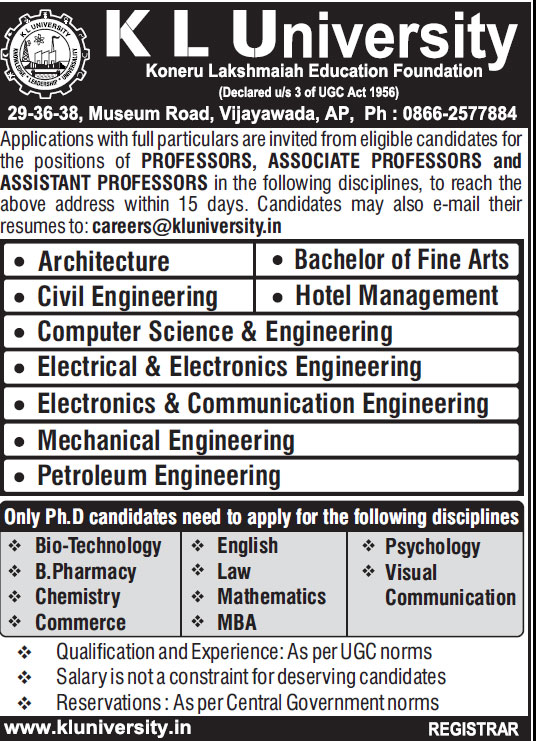 K L UNIVERSITY
KNOWLEDGE • LEADERSHIP • UNIVERSALITY
K L University
Koneru Lakshmaiah Education Foundation
(Declared u/s 3 of UGC Act 1956)
29-36-38, Museum Road, Vijayawada, AP, Ph : 0866-2577884
Applications with full particulars are invited from eligible candidates for
the positions of PROFESSORS, ASSOCIATE PROFESSORS and
ASSISTANT PROFESSORS in the following disciplines, to reach the
above address within 15 days. Candidates may also e-mail their
resumes to: careers@kluniversity.in
• Architecture
• Bachelor of Fine Arts
• Civil Engineering
• Hotel Management
• Computer Science & Engineering
• Electrical & Electronics Engineering
• Electronics & Communication Engineering
• Mechanical Engineering
• Petroleum Engineering
Only Ph.D candidates need to apply for the following disciplines
❖ Bio-Technology
❖ B.Pharmacy
❖ Chemistry
❖ Commerce
❖ English
❖ Law
❖ Mathematics
❖ MBA
❖ Psychology
❖ Visual
Communication
❖ Qualification and Experience: As per UGC norms
❖ Salary is not a constraint for deserving candidates
❖ Reservations : As per Central Government norms
www.kluniversity.in
REGISTRAR